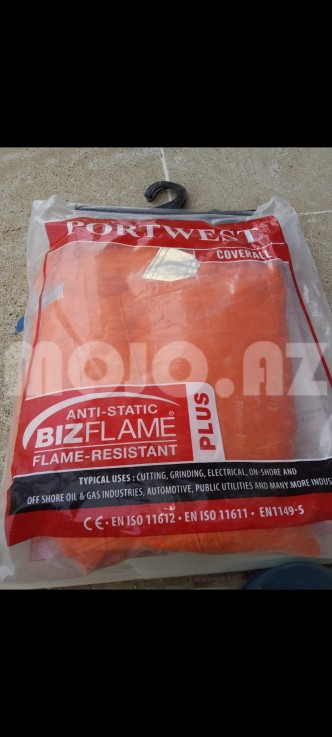 PORTWEST
COVERALL
MOJO.AZ
ANTI-STATIC
BIZFLAME®
FLAME-RESISTANT
PLUS
TYPICAL USES : CUTTING, GRINDING, ELECTRICAL, ON-SHORE AND
OFF SHORE OIL & GAS INDUSTRIES, AUTOMOTIVE, PUBLIC UTILITIES AND MANY MORE INDUS
CE · EN ISO 11612 · EN ISO 11611 · EN1149-5